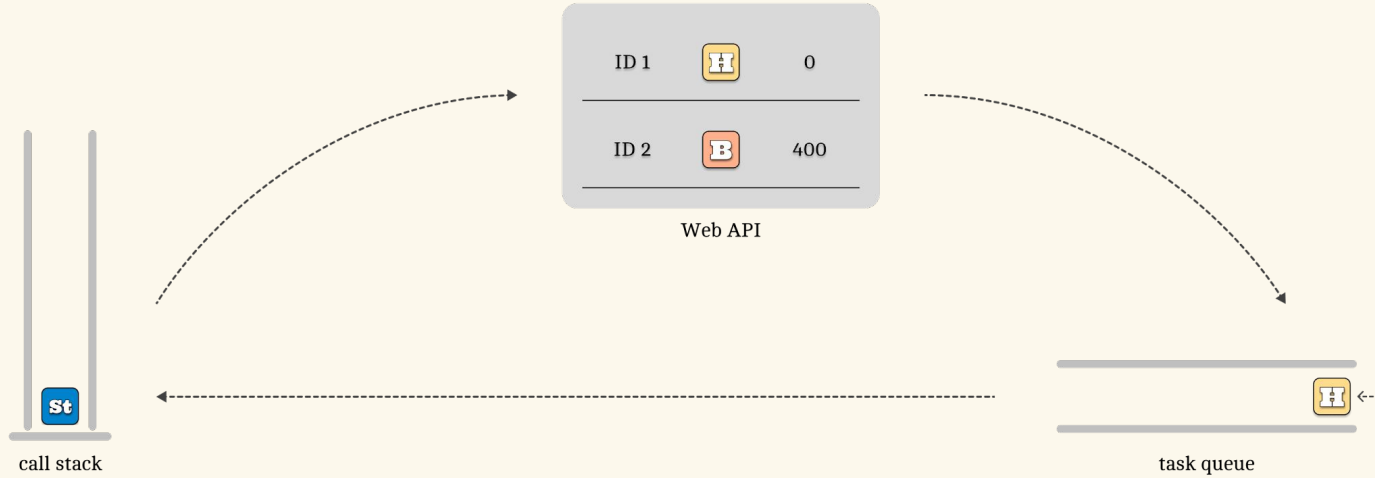 ID 1 H 0
ID 2 B 400
Web API
St
H
call stack
task queue